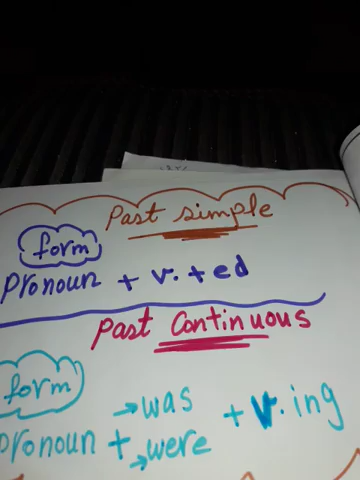 Past simple
form
Pronoun + v. + ed
Past Continuous
form
→was + v.ing
pronoun + →were